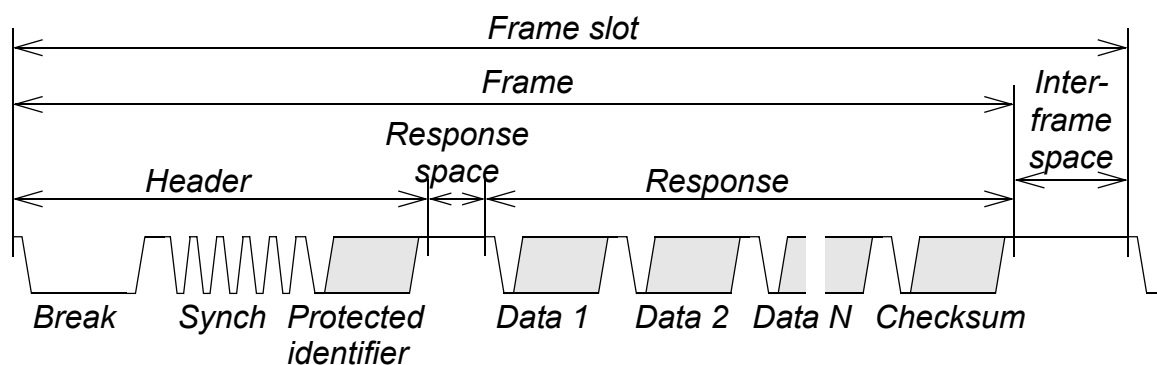 Frame slot
Frame
Inter-
frame
space
Response
space
Header
Response
Break
Synch
Protected
identifier
Data 1
Data 2
Data N
Checksum